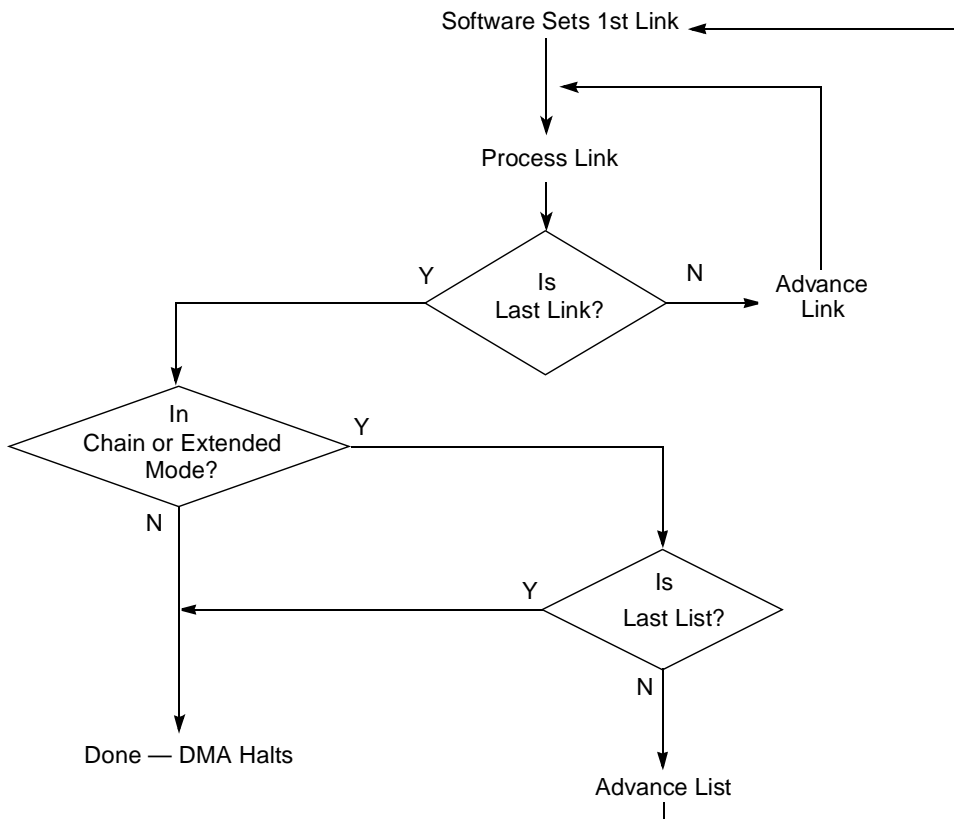 Software Sets 1st Link
Process Link
Y
Is
Last Link?
N
Advance
Link
In
Chain or Extended
Mode?
Y
N
Y
Is
Last List?
N
Done — DMA Halts
Advance List